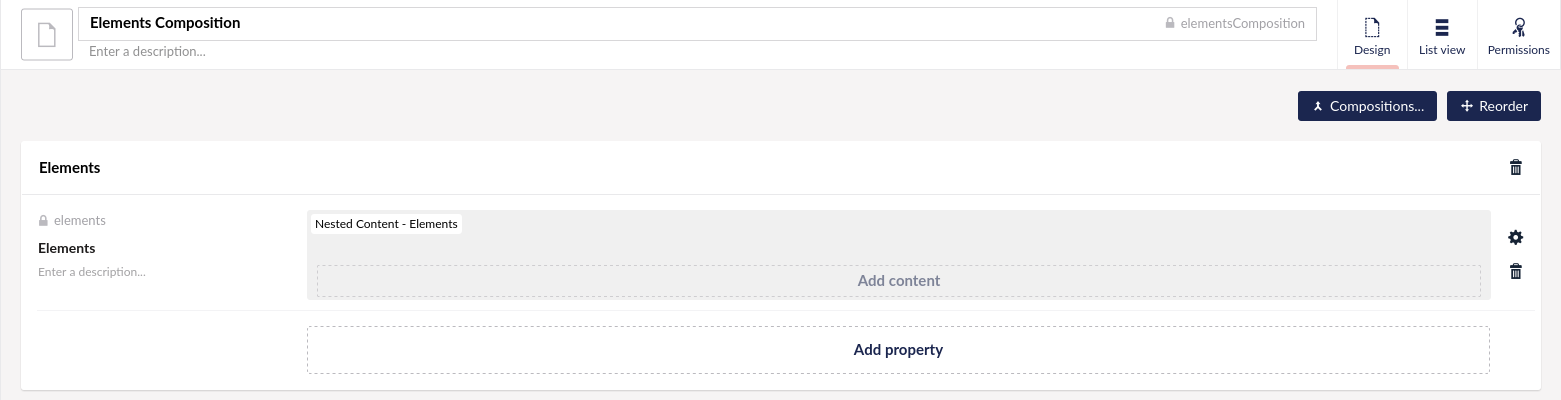 Elements Composition
elementsComposition
Enter a description...
Design
List view
Permissions
Compositions...
Reorder
Elements
elements
Elements
Enter a description...
Nested Content - Elements
Add content
Add property